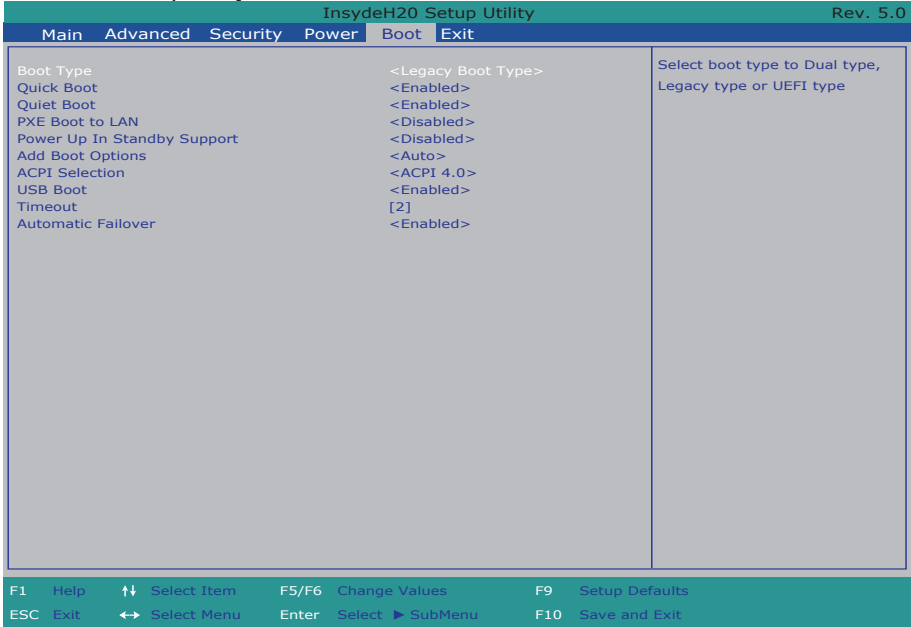 InsydeH20 Setup Utility Rev. 5.0
Main Advanced Security Power Boot Exit
Boot Type <Legacy Boot Type>
Quick Boot <Enabled>
Quiet Boot <Enabled>
PXE Boot to LAN <Disabled>
Power Up In Standby Support <Disabled>
Add Boot Options <Auto>
ACPI Selection <ACPI 4.0>
USB Boot <Enabled>
Timeout [2]
Automatic Failover <Enabled>
Select boot type to Dual type,
Legacy type or UEFI type
F1 Help ↑↓ Select Item F5/F6 Change Values F9 Setup Defaults
ESC Exit ←→ Select Menu Enter Select ▶ SubMenu F10 Save and Exit